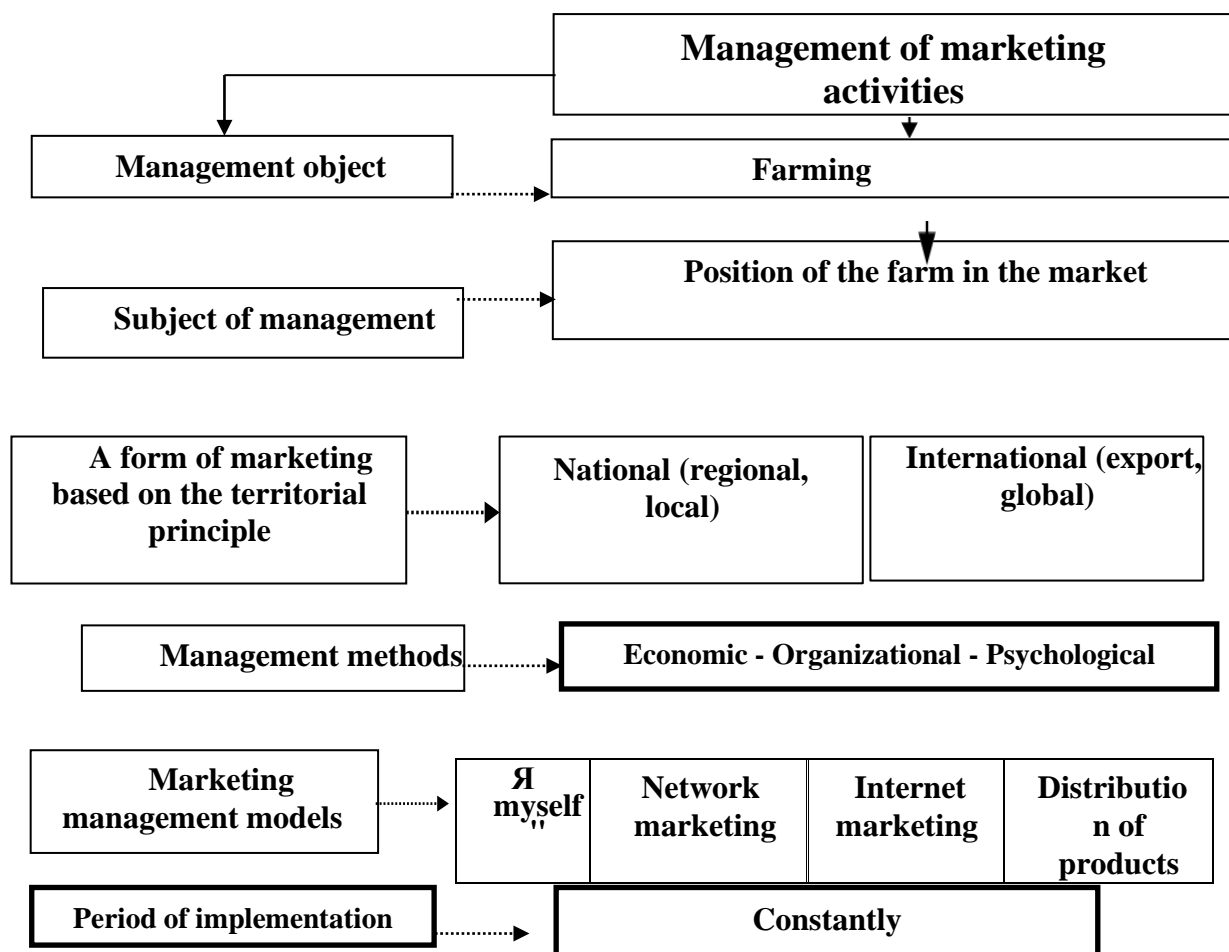 Management of marketing
activities
Management object
Farming
Position of the farm in the market
Subject of management
A form of marketing
based on the territorial
principle
National (regional,
local)
International (export,
global)
Management methods
Economic - Organizational - Psychological
Marketing
management models
Я
myself
"
Network
marketing
Internet
marketing
Distributio
n of
products
Period of implementation
Constantly